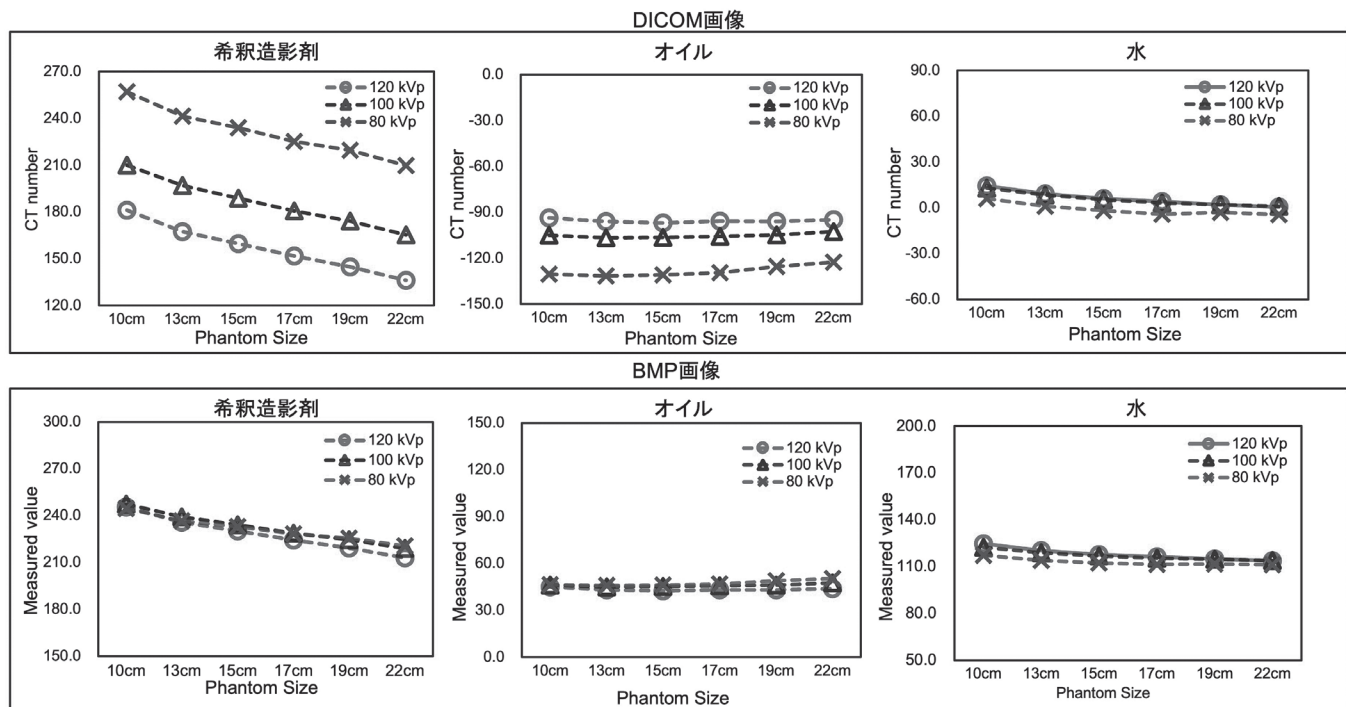 DICOM画像
希釈造影剤
270.0
240.0
210.0
180.0
150.0
120.0
CT number
120 kVp
100 kVp
80 kVp
10cm 13cm 15cm 17cm 19cm 22cm
Phantom Size
オイル
0.0
-30.0
-60.0
-90.0
-120.0
-150.0
CT number
120 kVp
100 kVp
80 kVp
10cm 13cm 15cm 17cm 19cm 22cm
Phantom Size
水
90.0
60.0
30.0
0.0
-30.0
-60.0
CT number
120 kVp
100 kVp
80 kVp
10cm 13cm 15cm 17cm 19cm 22cm
Phantom Size
BMP画像
希釈造影剤
300.0
270.0
240.0
210.0
180.0
150.0
Measured value
120 kVp
100 kVp
80 kVp
10cm 13cm 15cm 17cm 19cm 22cm
Phantom Size
オイル
150.0
120.0
90.0
60.0
30.0
0.0
Measured value
120 kVp
100 kVp
80 kVp
10cm 13cm 15cm 17cm 19cm 22cm
Phantom Size
水
200.0
170.0
140.0
110.0
80.0
50.0
Measured value
120 kVp
100 kVp
80 kVp
10cm 13cm 15cm 17cm 19cm 22cm
Phantom Size